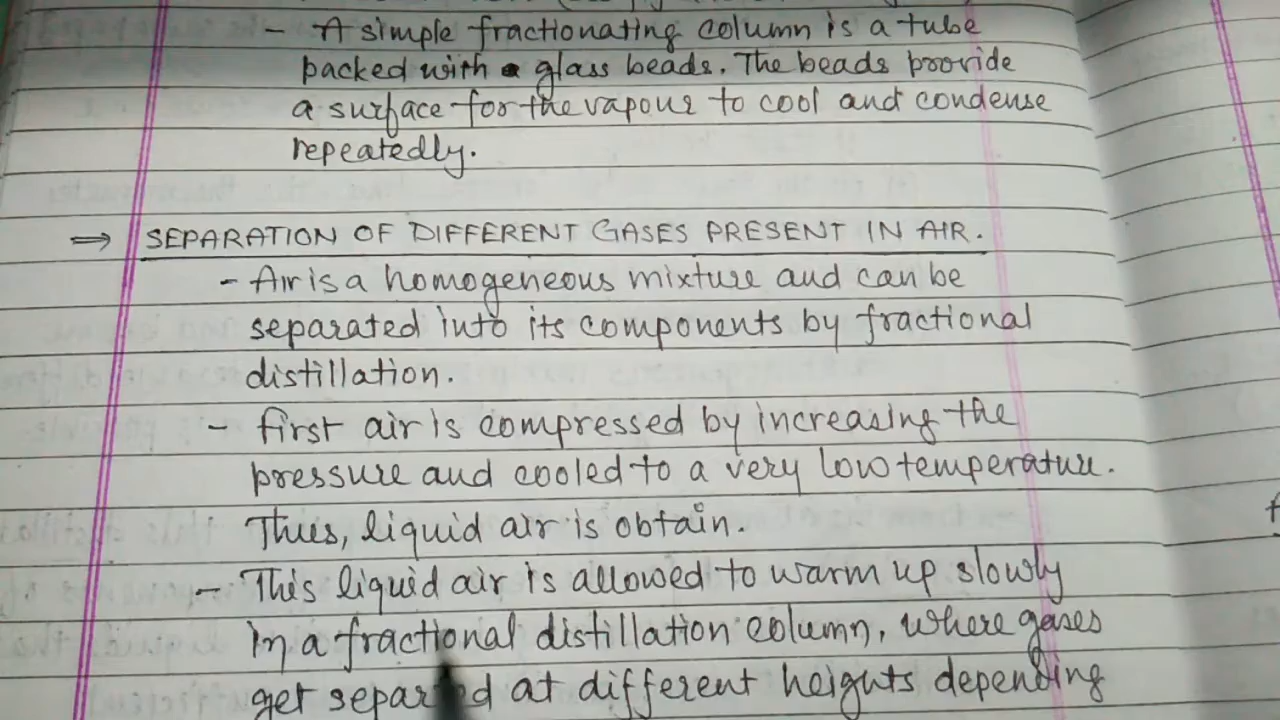 - A simple fractionating column is a tube
packed with glass beads. The beads provide
a surface for the vapour to cool and condense
repeatedly.
⇒ SEPARATION OF DIFFERENT GASES PRESENT IN AIR.
- Air is a homogeneous mixture and can be
separated into its components by fractional
distillation.
- first air is compressed by increasing the
pressure and cooled to a very low temperature.
Thus, liquid air is obtain.
- This liquid air is allowed to warm up slowly
in a fractional distillation column, where gases
get separted at different heights depending